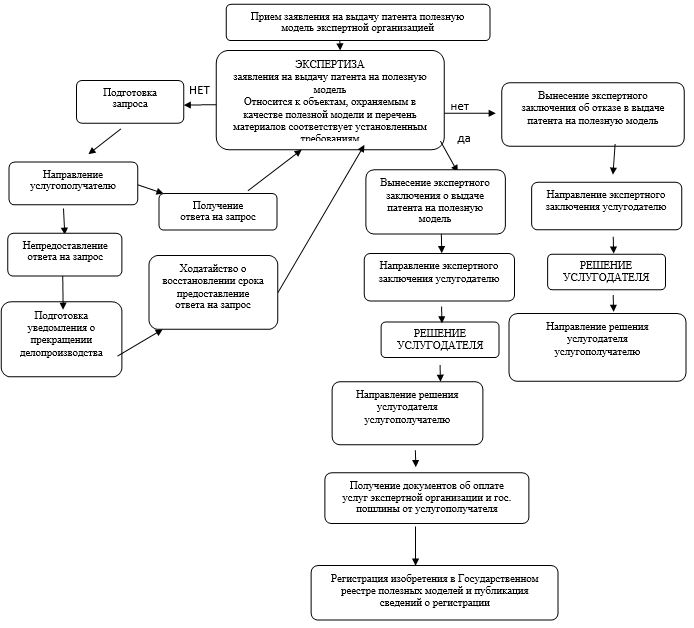 Прием заявления на выдачу патента полезную
модель экспертной организацией
ЭКСПЕРТИЗА
заявления на выдачу патента на полезную
модель
Относится к объектам, охраняемым в
качестве полезной модели и перечень
материалов соответствует установленным
требованиям
НЕТ
Подготовка
запроса
нет
Вынесение экспертного
заключения об отказе в выдаче
патента на полезную модель
да
Направление
услугополучателю
Получение
ответа на запрос
Вынесение экспертного
заключения о выдаче
патента на полезную
модель
Направление экспертного
заключения услугодателю
Непредоставление
ответа на запрос
Ходатайство о
восстановлении срока
предоставление
ответа на запрос
Направление экспертного
заключения услугодателю
РЕШЕНИЕ
УСЛУГОДАТЕЛЯ
Подготовка
уведомления о
прекращении
делопроизводства
РЕШЕНИЕ
УСЛУГОДАТЕЛЯ
Направление решения
услугодателя
услугополучателю
Направление решения
услугодателя
услугополучателю
Получение документов об оплате
услуг экспертной организации и гос.
пошлины от услугополучателя
Регистрация изобретения в Государственном
реестре полезных моделей и публикация
сведений о регистрации